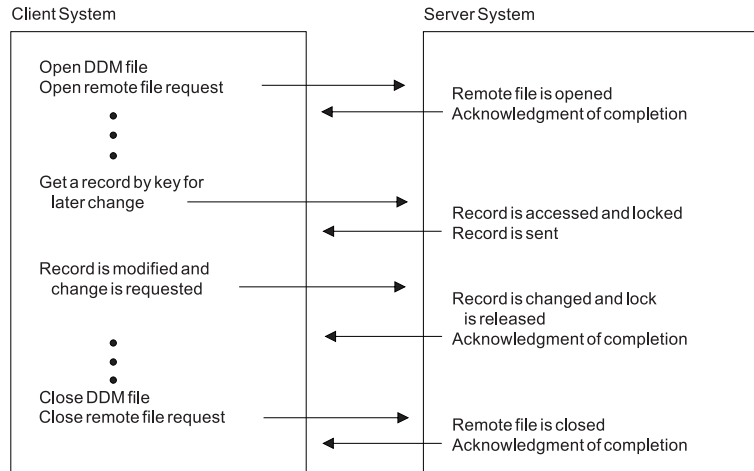 Client System
Server System
Open DDM file
Open remote file request
Remote file is opened
Acknowledgment of completion
Get a record by key for
later change
Record is accessed and locked
Record is sent
Record is modified and
change is requested
Record is changed and lock
is released
Acknowledgment of completion
Close DDM file
Close remote file request
Remote file is closed
Acknowledgment of completion